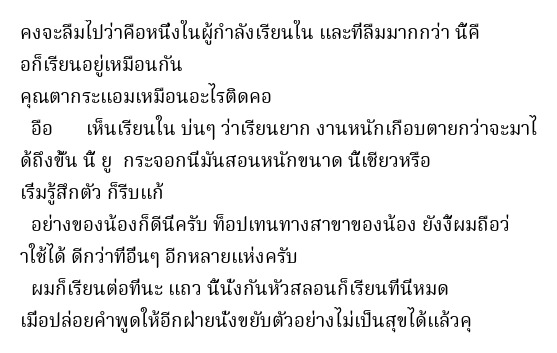 คงจะลืมไปว่าคือหนึ่งในผู้กำลังเรียนใน และที่ลืมมากกว่า นี้คื
อก็เรียนอยู่เหมือนกัน
คุณตากระแอมเหมือนอะไรติดคอ
อือ เห็นเรียนใน บ่นๆ ว่าเรียนยาก งานหนักเกือบตายกว่าจะมาไ
ด้ถึงขั้น นี้ ยู กระจอกนี่มันสอนหนักขนาด นี้เชียวหรือ
เริ่มรู้สึกตัว ก็รีบแก้
อย่างของน้องก็ดีนี่ครับ ท็อปเทนทางสาขาของน้อง ยังงี้ผมถือว่
าใช้ได้ ดีกว่าที่อื่นๆ อีกหลายแห่งครับ
ผมก็เรียนต่อที่นะ แถว นี้นั่งกันหัวสลอนก็เรียนที่นี่หมด
เมื่อปล่อยคำพูดให้อีกฝ่ายนั่งขยับตัวอย่างไม่เป็นสุขได้แล้วคุ